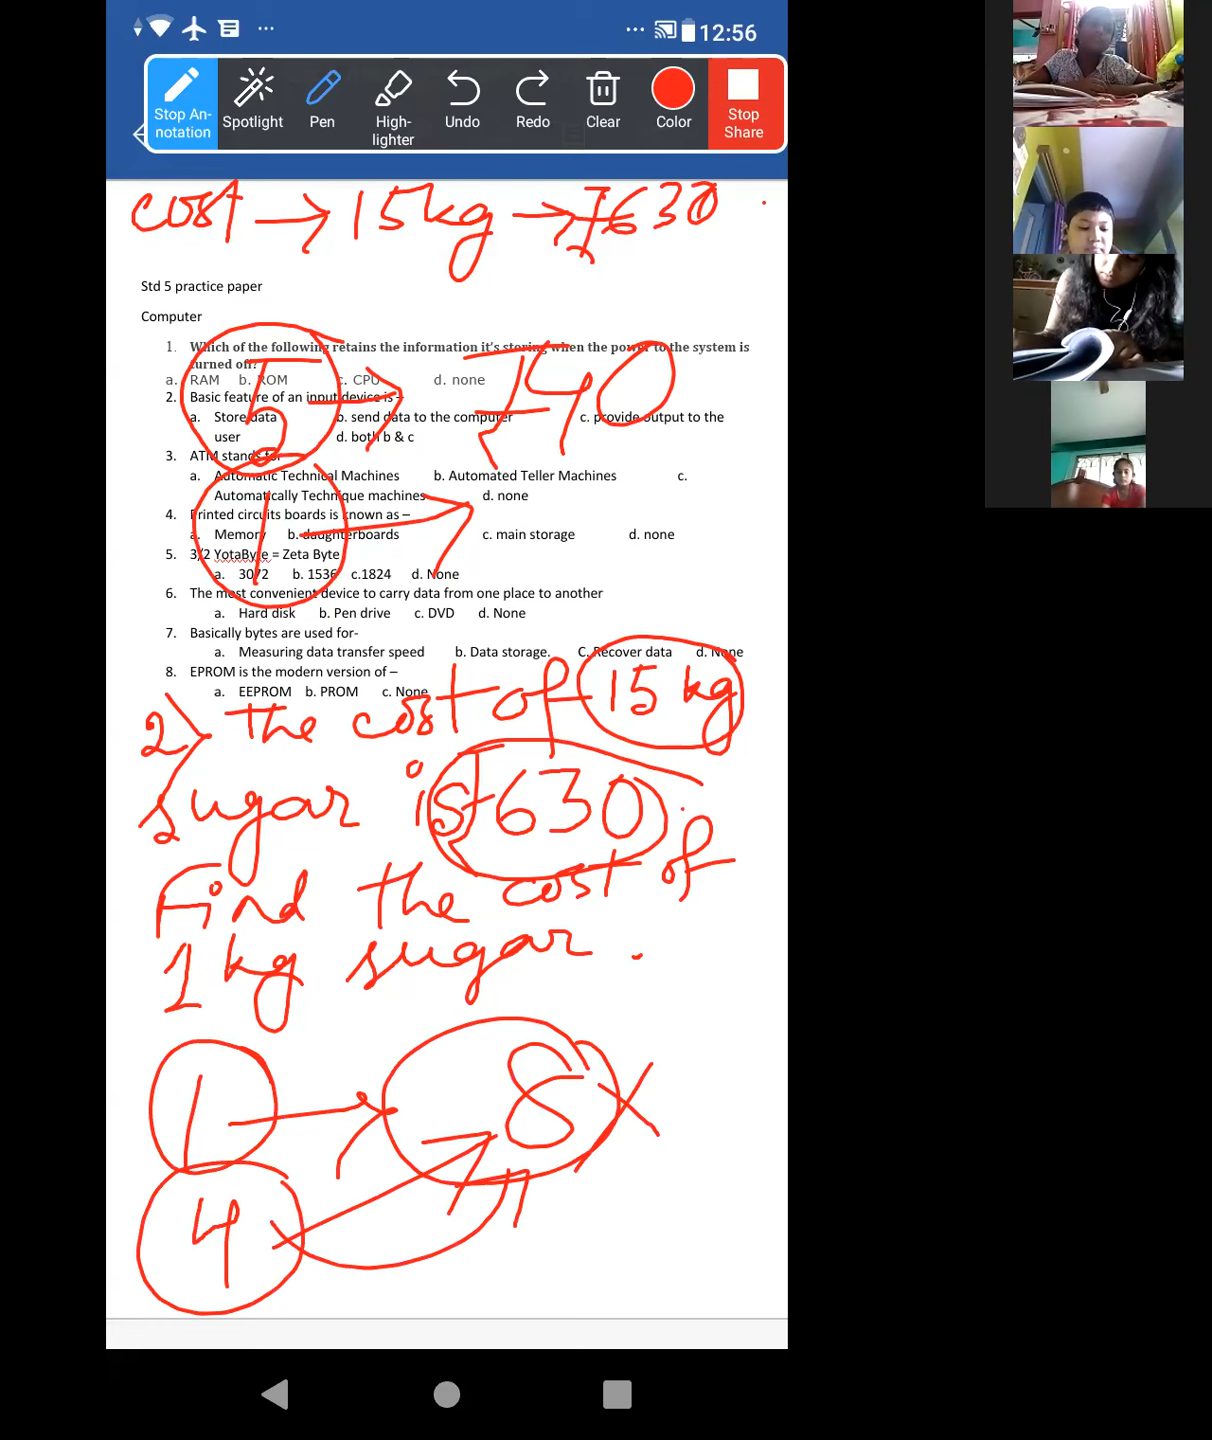 12:56
Stop An-
notation
Spotlight
Pen
High-
lighter
Undo
Redo
Clear
Color
Stop
Share
cost → 15kg → ₹630
Std 5 practice paper
Computer
1. Which of the following retains the information it's storing when the power to the system is
turned off?
a. RAM b. ROM c. CPU d. none
2. Basic feature of an input device is –
a. Store data b. send data to the computer c. provide output to the
user d. both b & c
3. ATM stands for
a. Automatic Technical Machines b. Automated Teller Machines c.
Automatically Technique machines d. none
4. Printed circuits boards is known as –
a. Memory b. daughterboards c. main storage d. none
5. 3/2 YotaByte = Zeta Byte
a. 3072 b. 1536 c.1824 d. None
6. The most convenient device to carry data from one place to another
a. Hard disk b. Pen drive c. DVD d. None
7. Basically bytes are used for-
a. Measuring data transfer speed b. Data storage. C. Recover data d. None
8. EPROM is the modern version of –
a. EEPROM b. PROM c. None
5 → ₹40
1 →
2) the cost of 15 kg
sugar is ₹630.
Find the cost of
1 kg sugar.
1 → 8 x
4